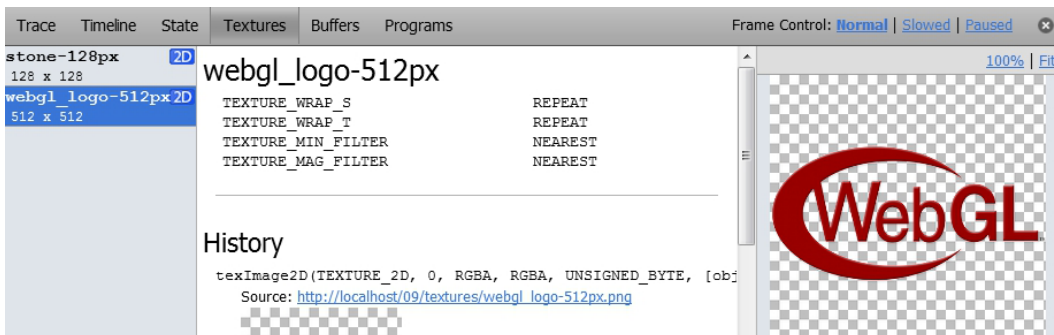 Trace Timeline State Textures Buffers Programs Frame Control: Normal | Slowed | Paused
stone-128px 2D
128 x 128
webgl_logo-512px 2D
512 x 512
webgl_logo-512px
TEXTURE_WRAP_S REPEAT
TEXTURE_WRAP_T REPEAT
TEXTURE_MIN_FILTER NEAREST
TEXTURE_MAG_FILTER NEAREST
History
texImage2D(TEXTURE_2D, 0, RGBA, RGBA, UNSIGNED_BYTE, [obj
Source: http://localhost/09/textures/webgl_logo-512px.png
100% | Fit
WebGL